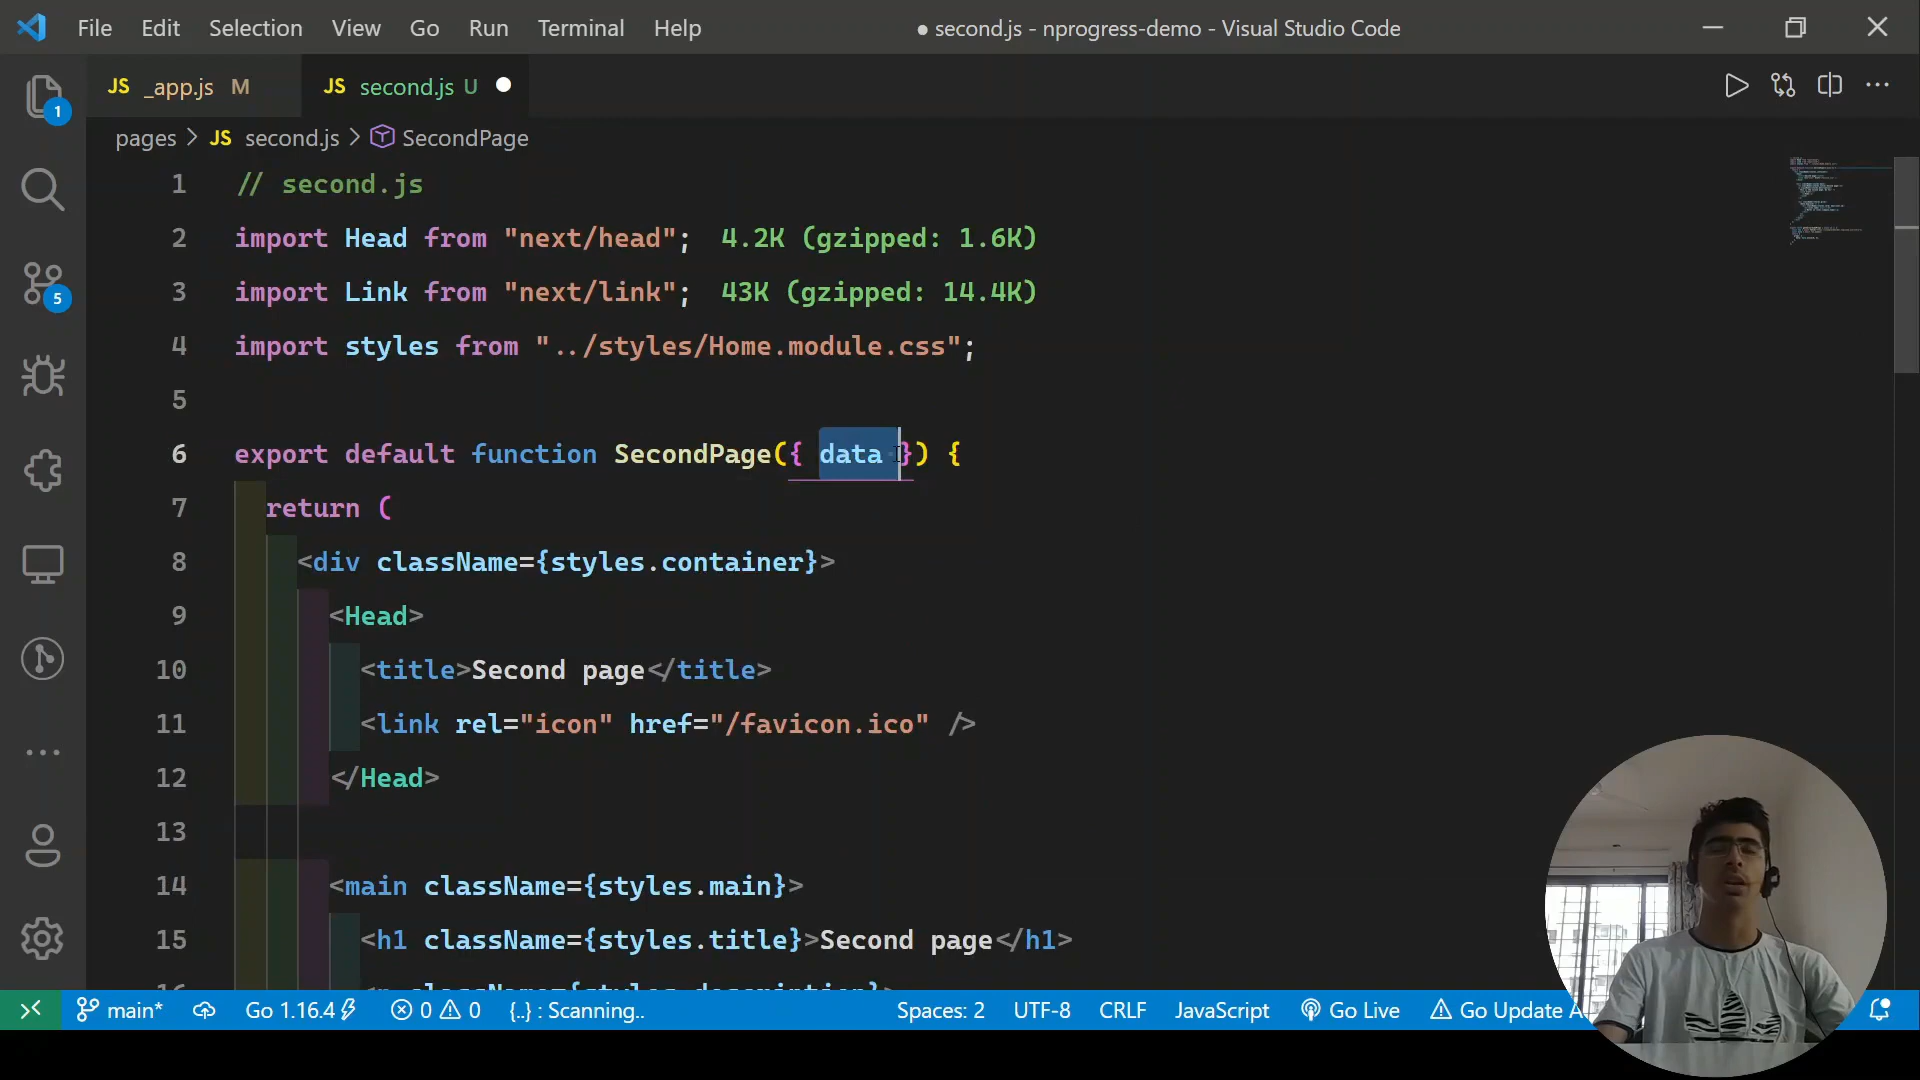 File Edit Selection View Go Run Terminal Help ● second.js - nprogress-demo - Visual Studio Code
JS _app.js M JS second.js U
1
pages > JS second.js > SecondPage
1 // second.js
2 import Head from "next/head"; 4.2K (gzipped: 1.6K)
3 import Link from "next/link"; 43K (gzipped: 14.4K)
4 import styles from "../styles/Home.module.css";
5
6 export default function SecondPage({ data }) {
7 return (
8 <div className={styles.container}>
9 <Head>
10 <title>Second page</title>
11 <link rel="icon" href="/favicon.ico" />
12 </Head>
13
14 <main className={styles.main}>
15 <h1 className={styles.title}>Second page</h1>
16 <p className={styles.description}>
5
main* Go 1.16.4 0 0 {..} : Scanning.. Spaces: 2 UTF-8 CRLF JavaScript Go Live Go Update